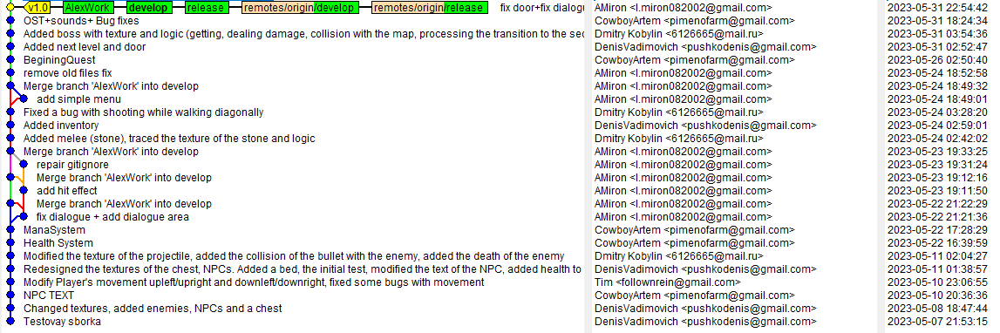 v1.0 AlexWork develop release remotes/origin/develop remotes/origin/release fix door+fix dialogu AMiron <l.miron082002@gmail.com> 2023-05-31 22:54:42
OST+sounds+ Bug fixes CowboyArtem <pimenofarm@gmail.com> 2023-05-31 18:24:34
Added boss with texture and logic (getting, dealing damage, collision with the map, processing the transition to the sec Dmitry Kobylin <6126665@mail.ru> 2023-05-31 03:54:36
Added next level and door DenisVadimovich <pushkodenis@gmail.com> 2023-05-31 02:52:47
BeginingQuest CowboyArtem <pimenofarm@gmail.com> 2023-05-26 02:50:40
remove old files fix AMiron <l.miron082002@gmail.com> 2023-05-24 18:52:58
Merge branch 'AlexWork' into develop AMiron <l.miron082002@gmail.com> 2023-05-24 18:49:32
add simple menu AMiron <l.miron082002@gmail.com> 2023-05-24 18:49:01
Fixed a bug with shooting while walking diagonally Dmitry Kobylin <6126665@mail.ru> 2023-05-24 03:28:20
Added inventory DenisVadimovich <pushkodenis@gmail.com> 2023-05-24 02:59:01
Added melee (stone), traced the texture of the stone and logic Dmitry Kobylin <6126665@mail.ru> 2023-05-24 02:42:02
Merge branch 'AlexWork' into develop AMiron <l.miron082002@gmail.com> 2023-05-23 19:33:25
repair gitignore AMiron <l.miron082002@gmail.com> 2023-05-23 19:31:24
Merge branch 'AlexWork' into develop AMiron <l.miron082002@gmail.com> 2023-05-23 19:12:16
add hit effect AMiron <l.miron082002@gmail.com> 2023-05-23 19:11:50
Merge branch 'AlexWork' into develop AMiron <l.miron082002@gmail.com> 2023-05-22 21:22:29
fix dialogue + add dialogue area AMiron <l.miron082002@gmail.com> 2023-05-22 21:21:36
ManaSystem CowboyArtem <pimenofarm@gmail.com> 2023-05-22 17:28:29
Health System CowboyArtem <pimenofarm@gmail.com> 2023-05-22 16:39:59
Modified the texture of the projectile, added the collision of the bullet with the enemy, added the death of the enemy Dmitry Kobylin <6126665@mail.ru> 2023-05-11 02:04:27
Redesigned the textures of the chest, NPCs. Added a bed, the initial test, modified the text of the NPC, added health to DenisVadimovich <pushkodenis@gmail.com> 2023-05-11 01:38:57
Modify Player's movement upleft/upright and downleft/downright, fixed some bugs with movement Tim <follownrein@gmail.com> 2023-05-10 23:06:55
NPC TEXT CowboyArtem <pimenofarm@gmail.com> 2023-05-10 20:36:36
Changed textures, added enemies, NPCs and a chest DenisVadimovich <pushkodenis@gmail.com> 2023-05-08 18:47:44
Testovay sborka DenisVadimovich <pushkodenis@gmail.com> 2023-05-07 21:53:15